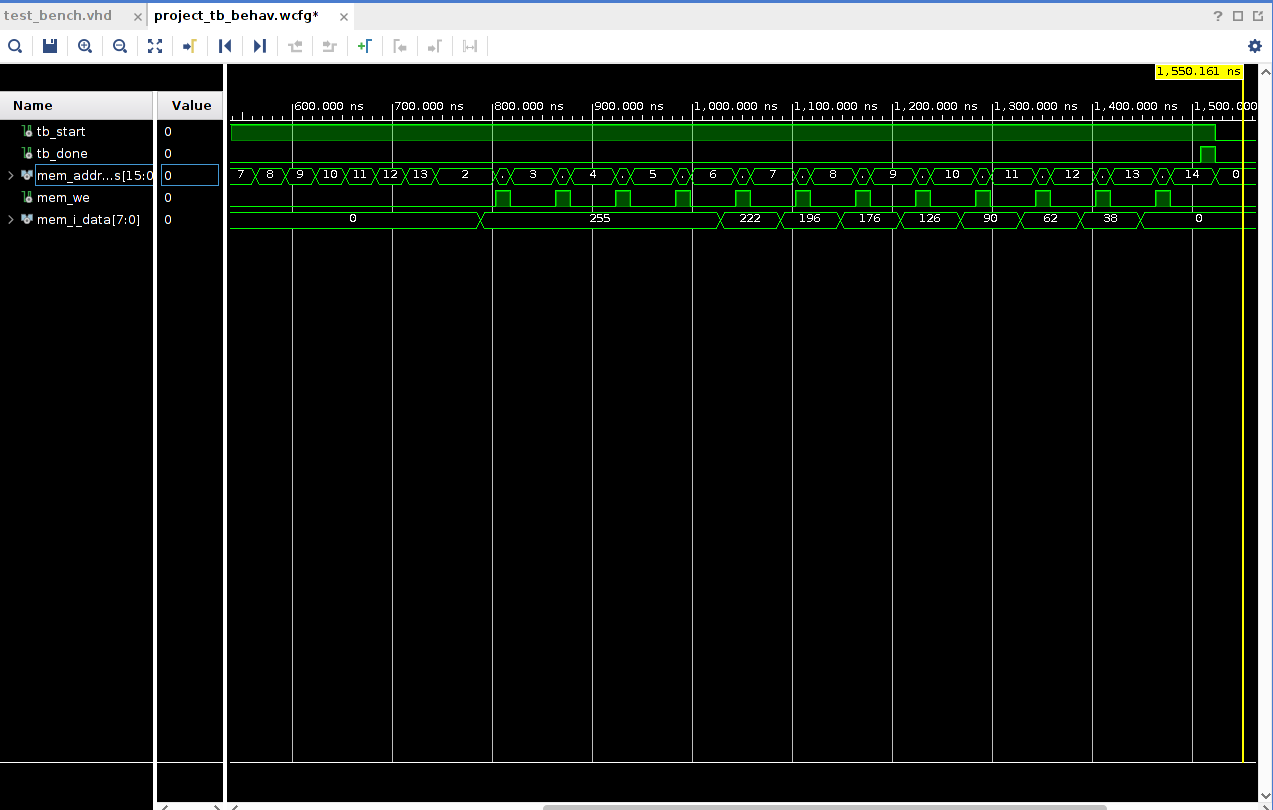 test_bench.vhd × project_tb_behav.wcfg* ×
?
1,550.161 ns
Name Value
600.000 ns 700.000 ns 800.000 ns 900.000 ns 1,000.000 ns 1,100.000 ns 1,200.000 ns 1,300.000 ns 1,400.000 ns 1,500.000
tb_start 0
tb_done 0
mem_addr...s[15:0 0 7 8 9 10 11 12 13 2 . 3 . 4 . 5 . 6 . 7 . 8 . 9 . 10 . 11 . 12 . 13 . 14 0
mem_we 0
mem_i_data[7:0] 0 0 255 222 196 176 126 90 62 38 0